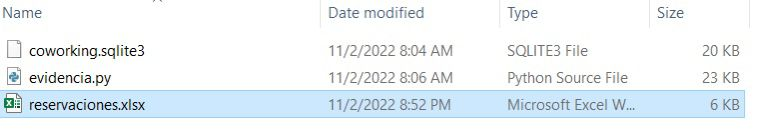 Name Date modified Type Size
coworking.sqlite3 11/2/2022 8:04 AM SQLITE3 File 20 KB
evidencia.py 11/2/2022 8:06 AM Python Source File 23 KB
reservaciones.xlsx 11/2/2022 8:52 PM Microsoft Excel W... 6 KB